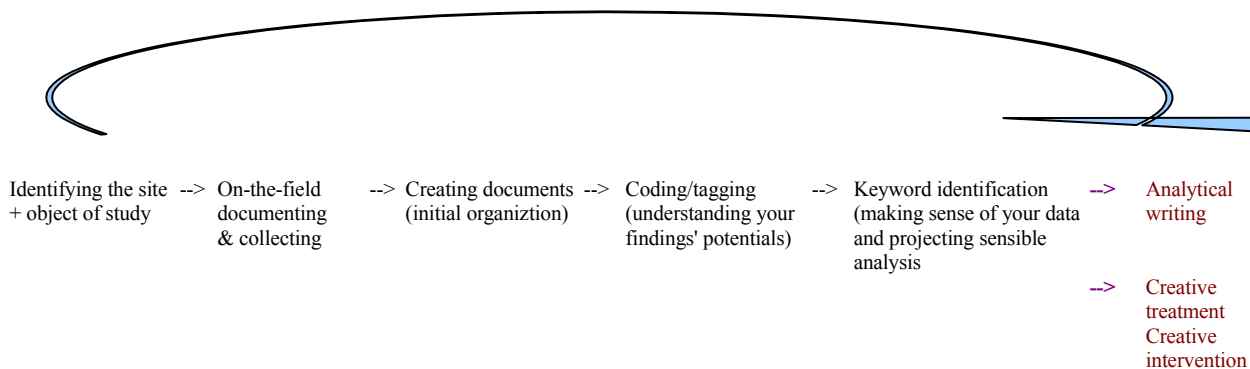 Identifying the site --> On-the-field --> Creating documents --> Coding/tagging --> Keyword identification --> Analytical
+ object of study documenting (initial organiztion) (understanding your (making sense of your data writing
& collecting findings' potentials) and projecting sensible
analysis
--> Creative
treatment
Creative
intervention